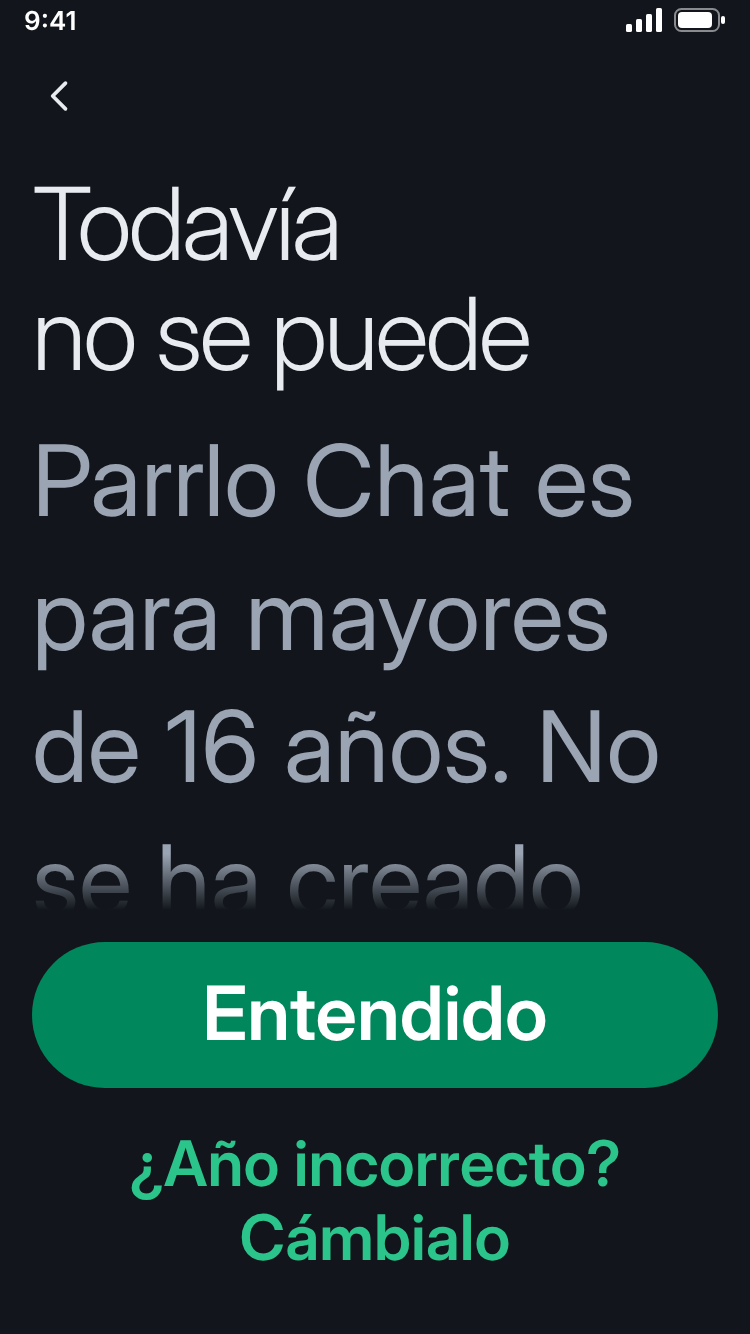 9:41
Todavía
no se puede
Parrlo Chat es
para mayores
de 16 años. No
se ha creado
Entendido
¿Año incorrecto?
Cámbialo